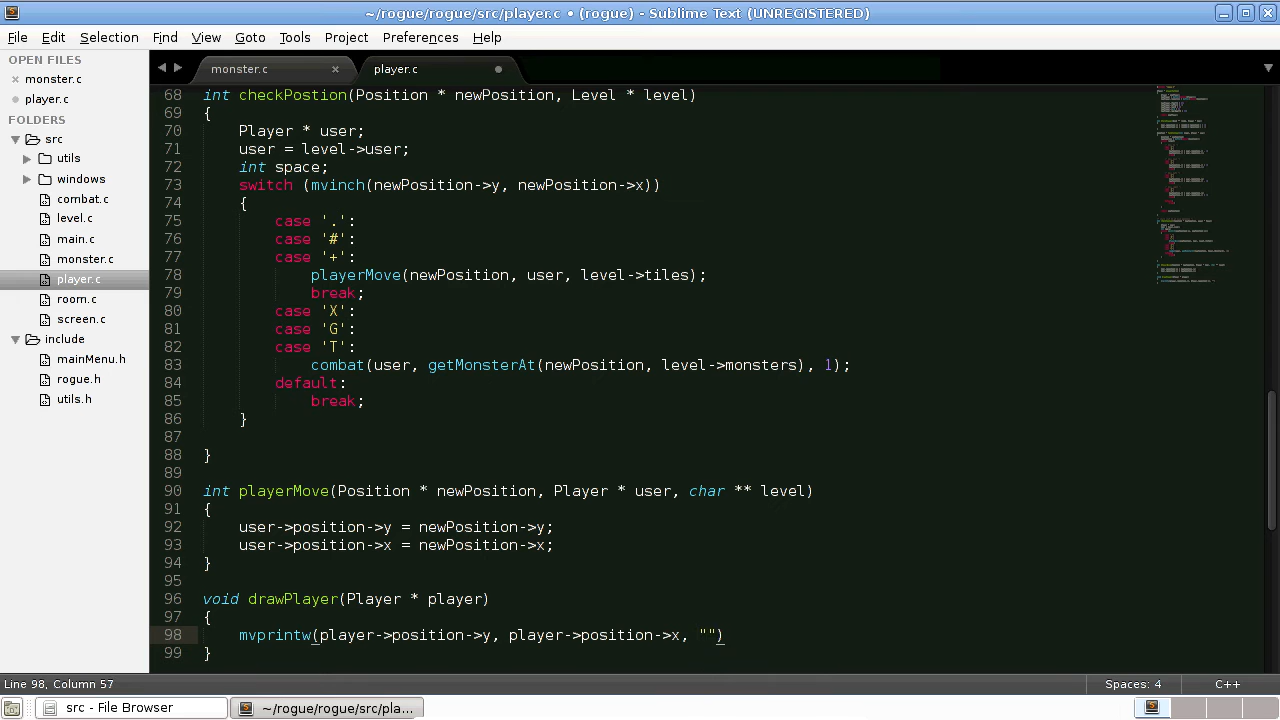 ~/rogue/rogue/src/player.c • (rogue) - Sublime Text (UNREGISTERED)
File Edit Selection Find View Goto Tools Project Preferences Help
OPEN FILES
monster.c
player.c
FOLDERS
src
utils
windows
combat.c
level.c
main.c
monster.c
player.c
room.c
screen.c
include
mainMenu.h
rogue.h
utils.h
monster.c
player.c
68 int checkPostion(Position * newPosition, Level * level)
69 {
70     Player * user;
71     user = level->user;
72     int space;
73     switch (mvinch(newPosition->y, newPosition->x))
74     {
75         case '.':
76         case '#':
77         case '+':
78             playerMove(newPosition, user, level->tiles);
79             break;
80         case 'X':
81         case 'G':
82         case 'T':
83             combat(user, getMonsterAt(newPosition, level->monsters), 1);
84         default:
85             break;
86     }
87
88 }
89
90 int playerMove(Position * newPosition, Player * user, char ** level)
91 {
92     user->position->y = newPosition->y;
93     user->position->x = newPosition->x;
94 }
95
96 void drawPlayer(Player * player)
97 {
98     mvprintw(player->position->y, player->position->x, "")
99 }
Line 98, Column 57 Spaces: 4 C++
src - File Browser ~/rogue/rogue/src/pla...